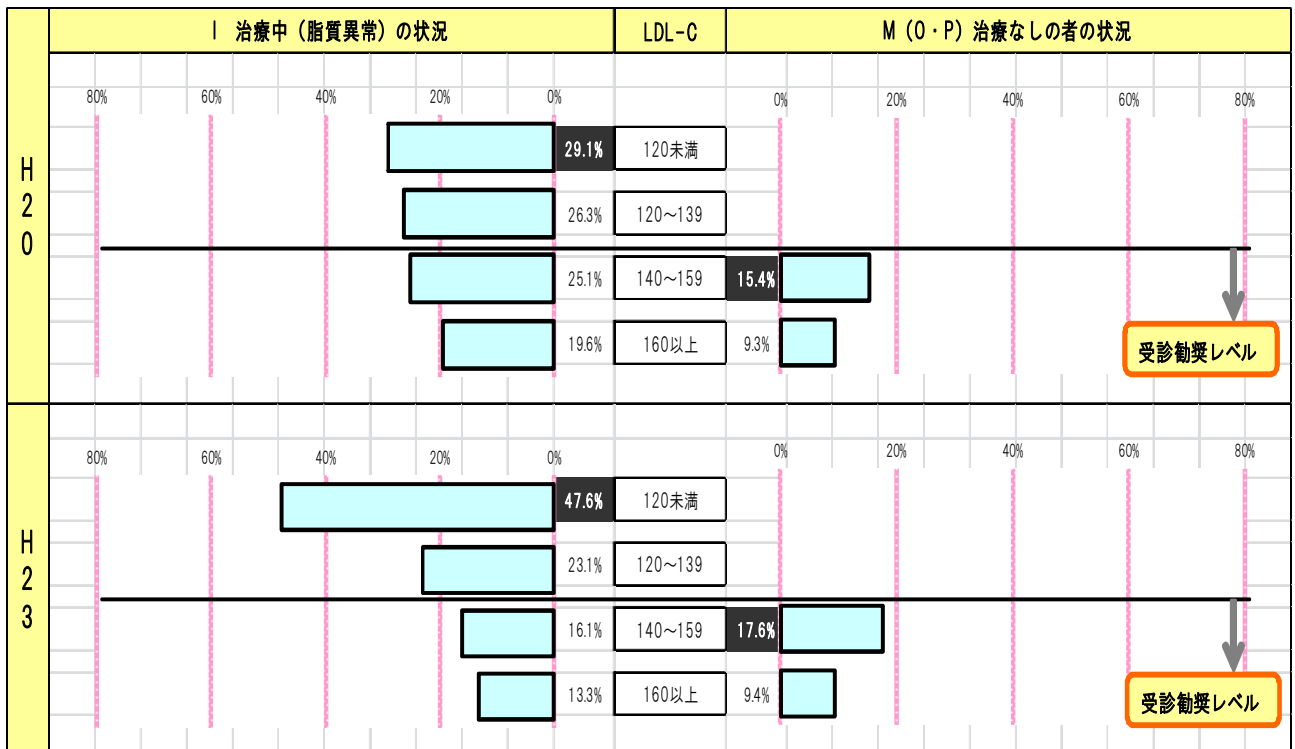 I 治療中（脂質異常）の状況 LDL-C M（O・P）治療なしの者の状況
H20
80% 60% 40% 20% 0% 0% 20% 40% 60% 80%
29.1% 120未満
26.3% 120～139
25.1% 140～159 15.4%
19.6% 160以上 9.3%
受診勧奨レベル
H23
80% 60% 40% 20% 0% 0% 20% 40% 60% 80%
47.6% 120未満
23.1% 120～139
16.1% 140～159 17.6%
13.3% 160以上 9.4%
受診勧奨レベル